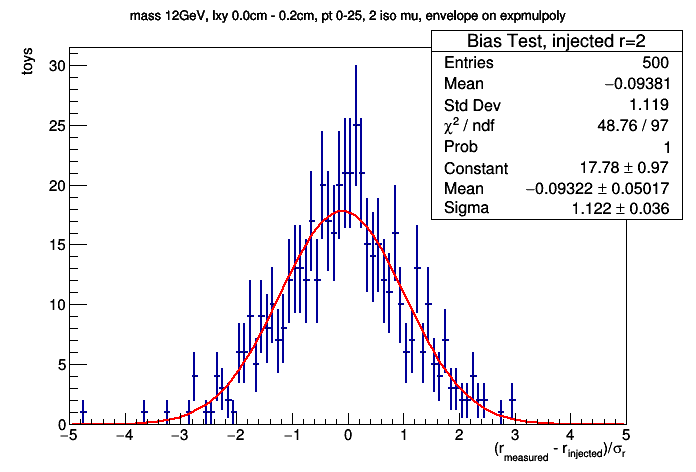 mass 12GeV, lxy 0.0cm - 0.2cm, pt 0-25, 2 iso mu, envelope on expmulpoly
Bias Test, injected r=2
Entries 500
Mean −0.09381
Std Dev 1.119
χ² / ndf 48.76 / 97
Prob 1
Constant 17.78 ± 0.97
Mean −0.09322 ± 0.05017
Sigma 1.122 ± 0.036
toys
30
25
20
15
10
5
0
−5 −4 −3 −2 −1 0 1 2 3 4 5
(r_measured - r_injected)/σ_r